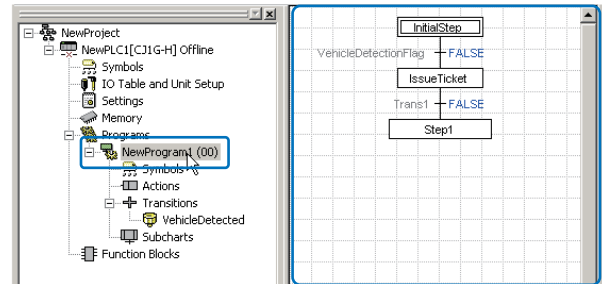 NewProject
NewPLC1[CJ1G-H] Offline
Symbols
IO Table and Unit Setup
Settings
Memory
Programs
NewProgram1 (00)
Symbols
Actions
Transitions
VehicleDetected
Subcharts
Function Blocks
InitialStep
VehicleDetectionFlag FALSE
IssueTicket
Trans1 FALSE
Step1